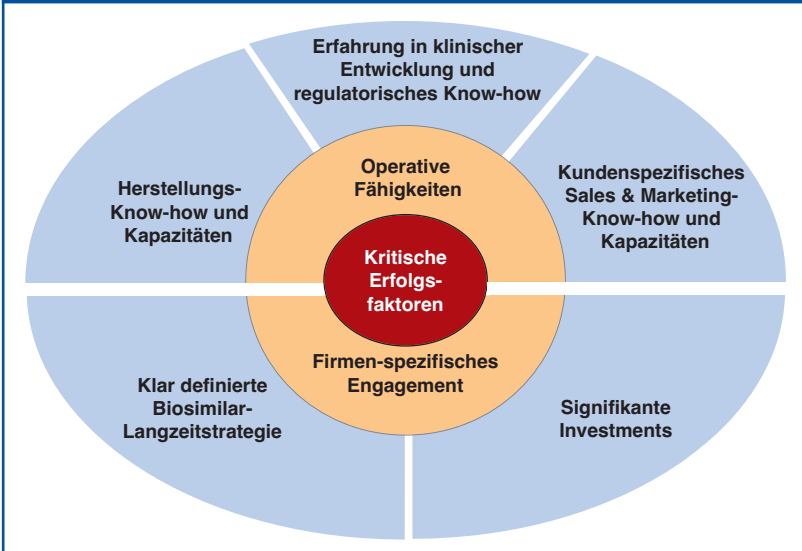 Erfahrung in klinischer
Entwicklung und
regulatorisches Know-how
Herstellungs-
Know-how und
Kapazitäten
Operative
Fähigkeiten
Kundenspezifisches
Sales & Marketing-
Know-how und
Kapazitäten
Kritische
Erfolgs-
faktoren
Firmen-spezifisches
Engagement
Klar definierte
Biosimilar-
Langzeitstrategie
Signifikante
Investments